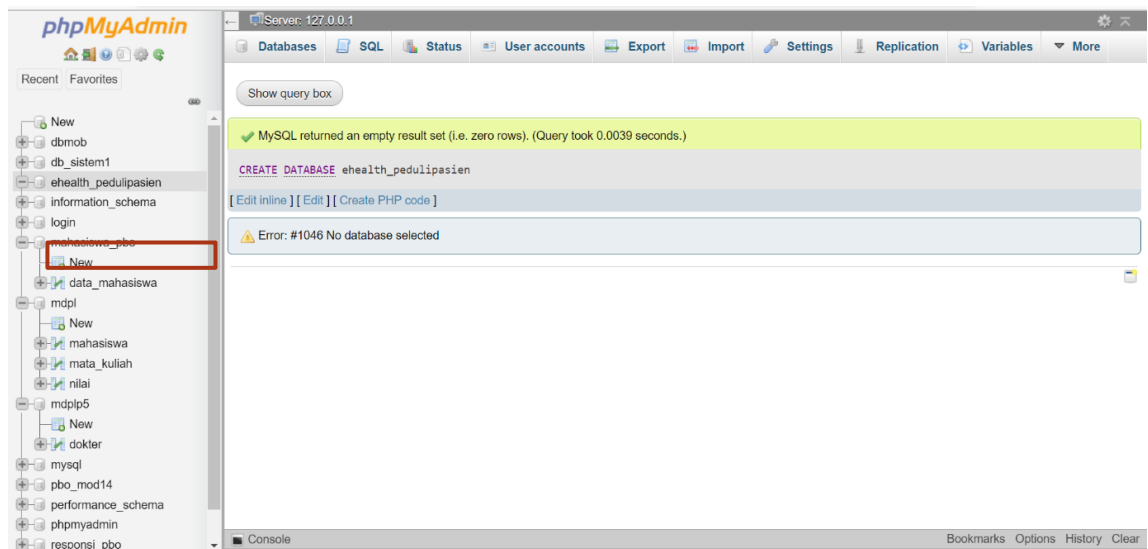 phpMyAdmin
Recent Favorites
New
dbmob
db_sistem1
ehealth_pedulipasien
information_schema
login
mahasiswa_pbo
New
data_mahasiswa
mdpl
New
mahasiswa
mata_kuliah
nilai
mdplp5
New
dokter
mysql
pbo_mod14
performance_schema
phpmyadmin
responsi_pbo
Server: 127.0.0.1
Databases SQL Status User accounts Export Import Settings Replication Variables More
Show query box
MySQL returned an empty result set (i.e. zero rows). (Query took 0.0039 seconds.)
CREATE DATABASE ehealth_pedulipasien
[ Edit inline ] [ Edit ] [ Create PHP code ]
Error: #1046 No database selected
Console Bookmarks Options History Clear